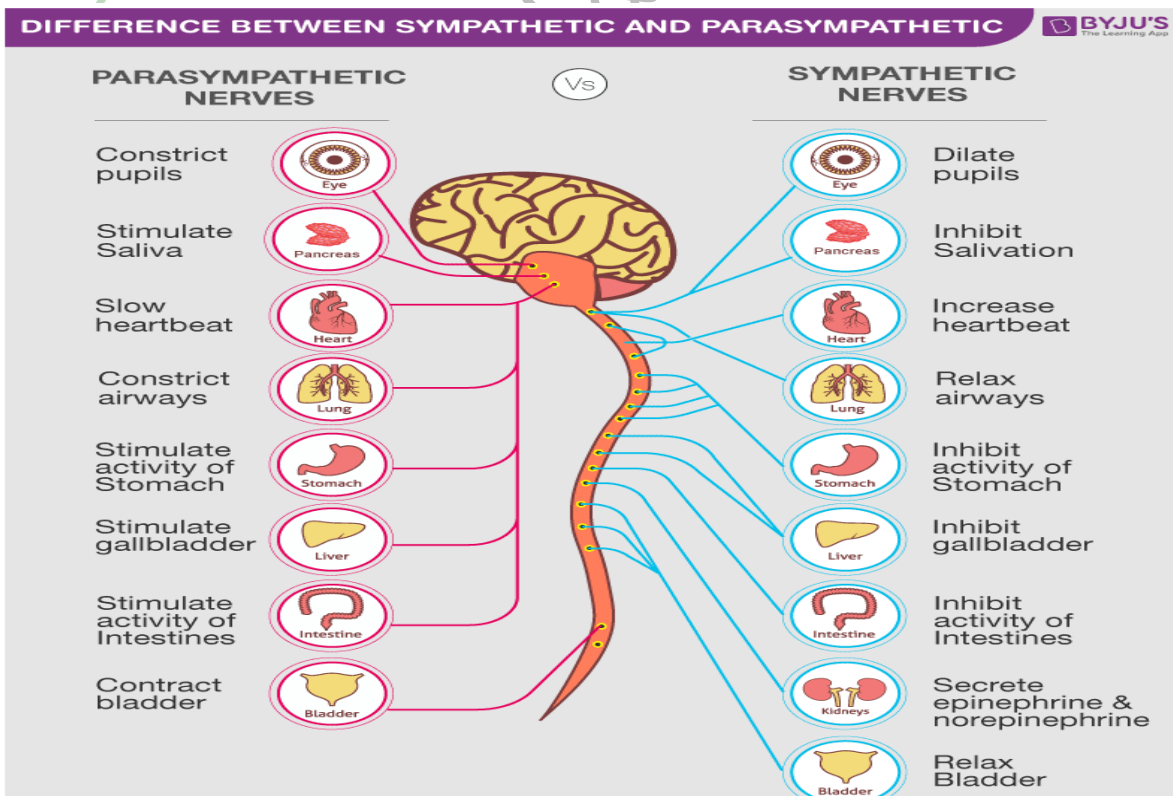 DIFFERENCE BETWEEN SYMPATHETIC AND PARASYMPATHETIC
BYJU'S
The Learning App
PARASYMPATHETIC
NERVES
Vs
SYMPATHETIC
NERVES
Constrict
pupils
Eye
Stimulate
Saliva
Pancreas
Slow
heartbeat
Heart
Constrict
airways
Lung
Stimulate
activity of
Stomach
Stomach
Stimulate
gallbladder
Liver
Stimulate
activity of
Intestines
Intestine
Contract
bladder
Bladder
Eye
Dilate
pupils
Pancreas
Inhibit
Salivation
Heart
Increase
heartbeat
Lung
Relax
airways
Stomach
Inhibit
activity of
Stomach
Liver
Inhibit
gallbladder
Intestine
Inhibit
activity of
Intestines
Kidneys
Secrete
epinephrine &
norepinephrine
Bladder
Relax
Bladder